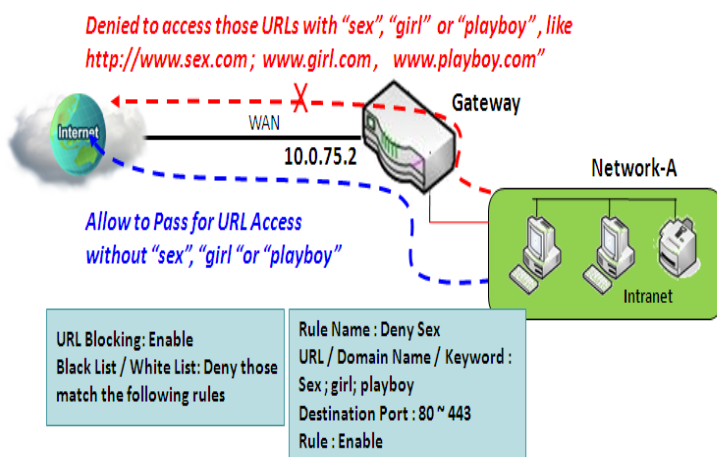 Denied to access those URLs with “sex”, “girl” or “playboy”, like
http://www.sex.com ; www.girl.com , www.playboy.com”
Gateway
Internet
WAN
10.0.75.2
Network-A
Allow to Pass for URL Access
without “sex”, “girl “or “playboy”
Intranet
URL Blocking: Enable
Black List / White List: Deny those
match the following rules
Rule Name : Deny Sex
URL / Domain Name / Keyword :
Sex ; girl; playboy
Destination Port : 80 ~ 443
Rule : Enable